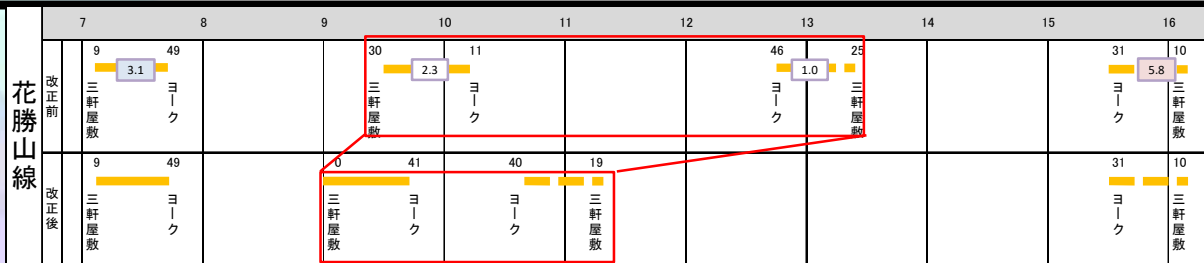 7 8 9 10 11 12 13 14 15 16
花勝山線
改正前
9 49 30 11 46 25 31 10
3.1 2.3 1.0 5.8
三軒屋敷 ヨーク 三軒屋敷 ヨーク ヨーク 三軒屋敷 ヨーク 三軒屋敷
改正後
9 49 0 41 40 19 31 10
三軒屋敷 ヨーク 三軒屋敷 ヨーク ヨーク 三軒屋敷 ヨーク 三軒屋敷